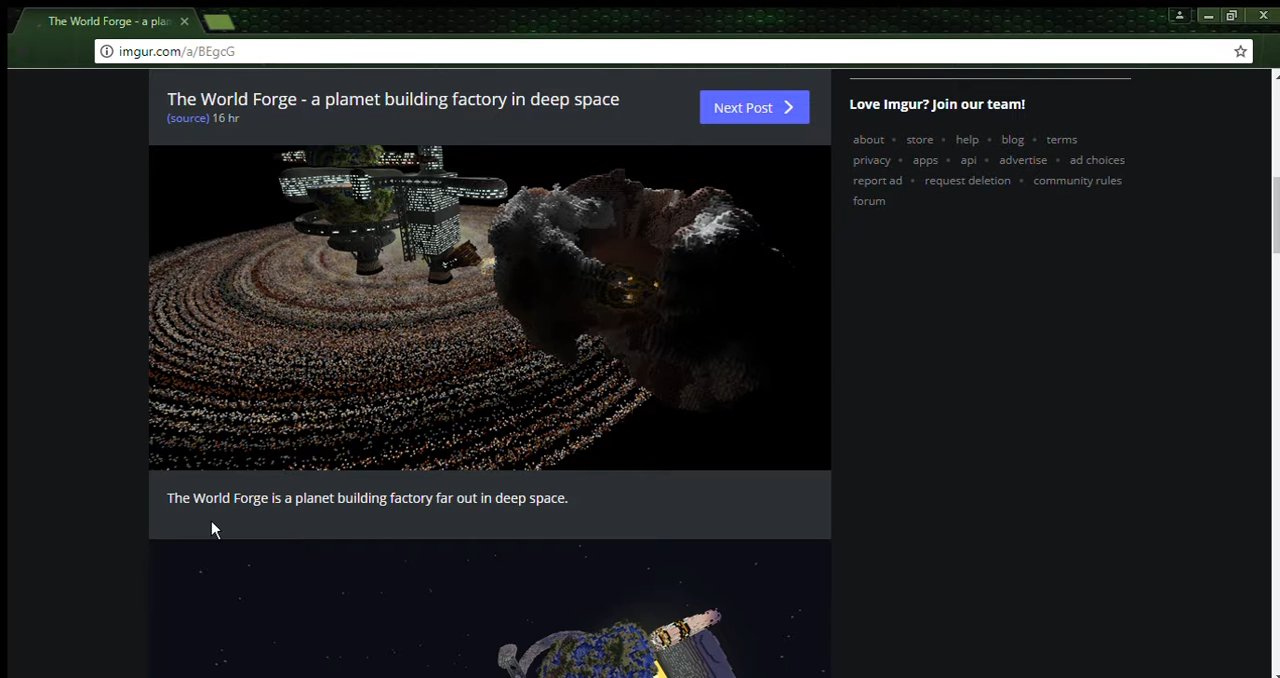 The World Forge - a plan
imgur.com/a/BEgcG
The World Forge - a plamet building factory in deep space
(source) 16 hr
Next Post
Love Imgur? Join our team!
about • store • help • blog • terms
privacy • apps • api • advertise • ad choices
report ad • request deletion • community rules
forum
The World Forge is a planet building factory far out in deep space.